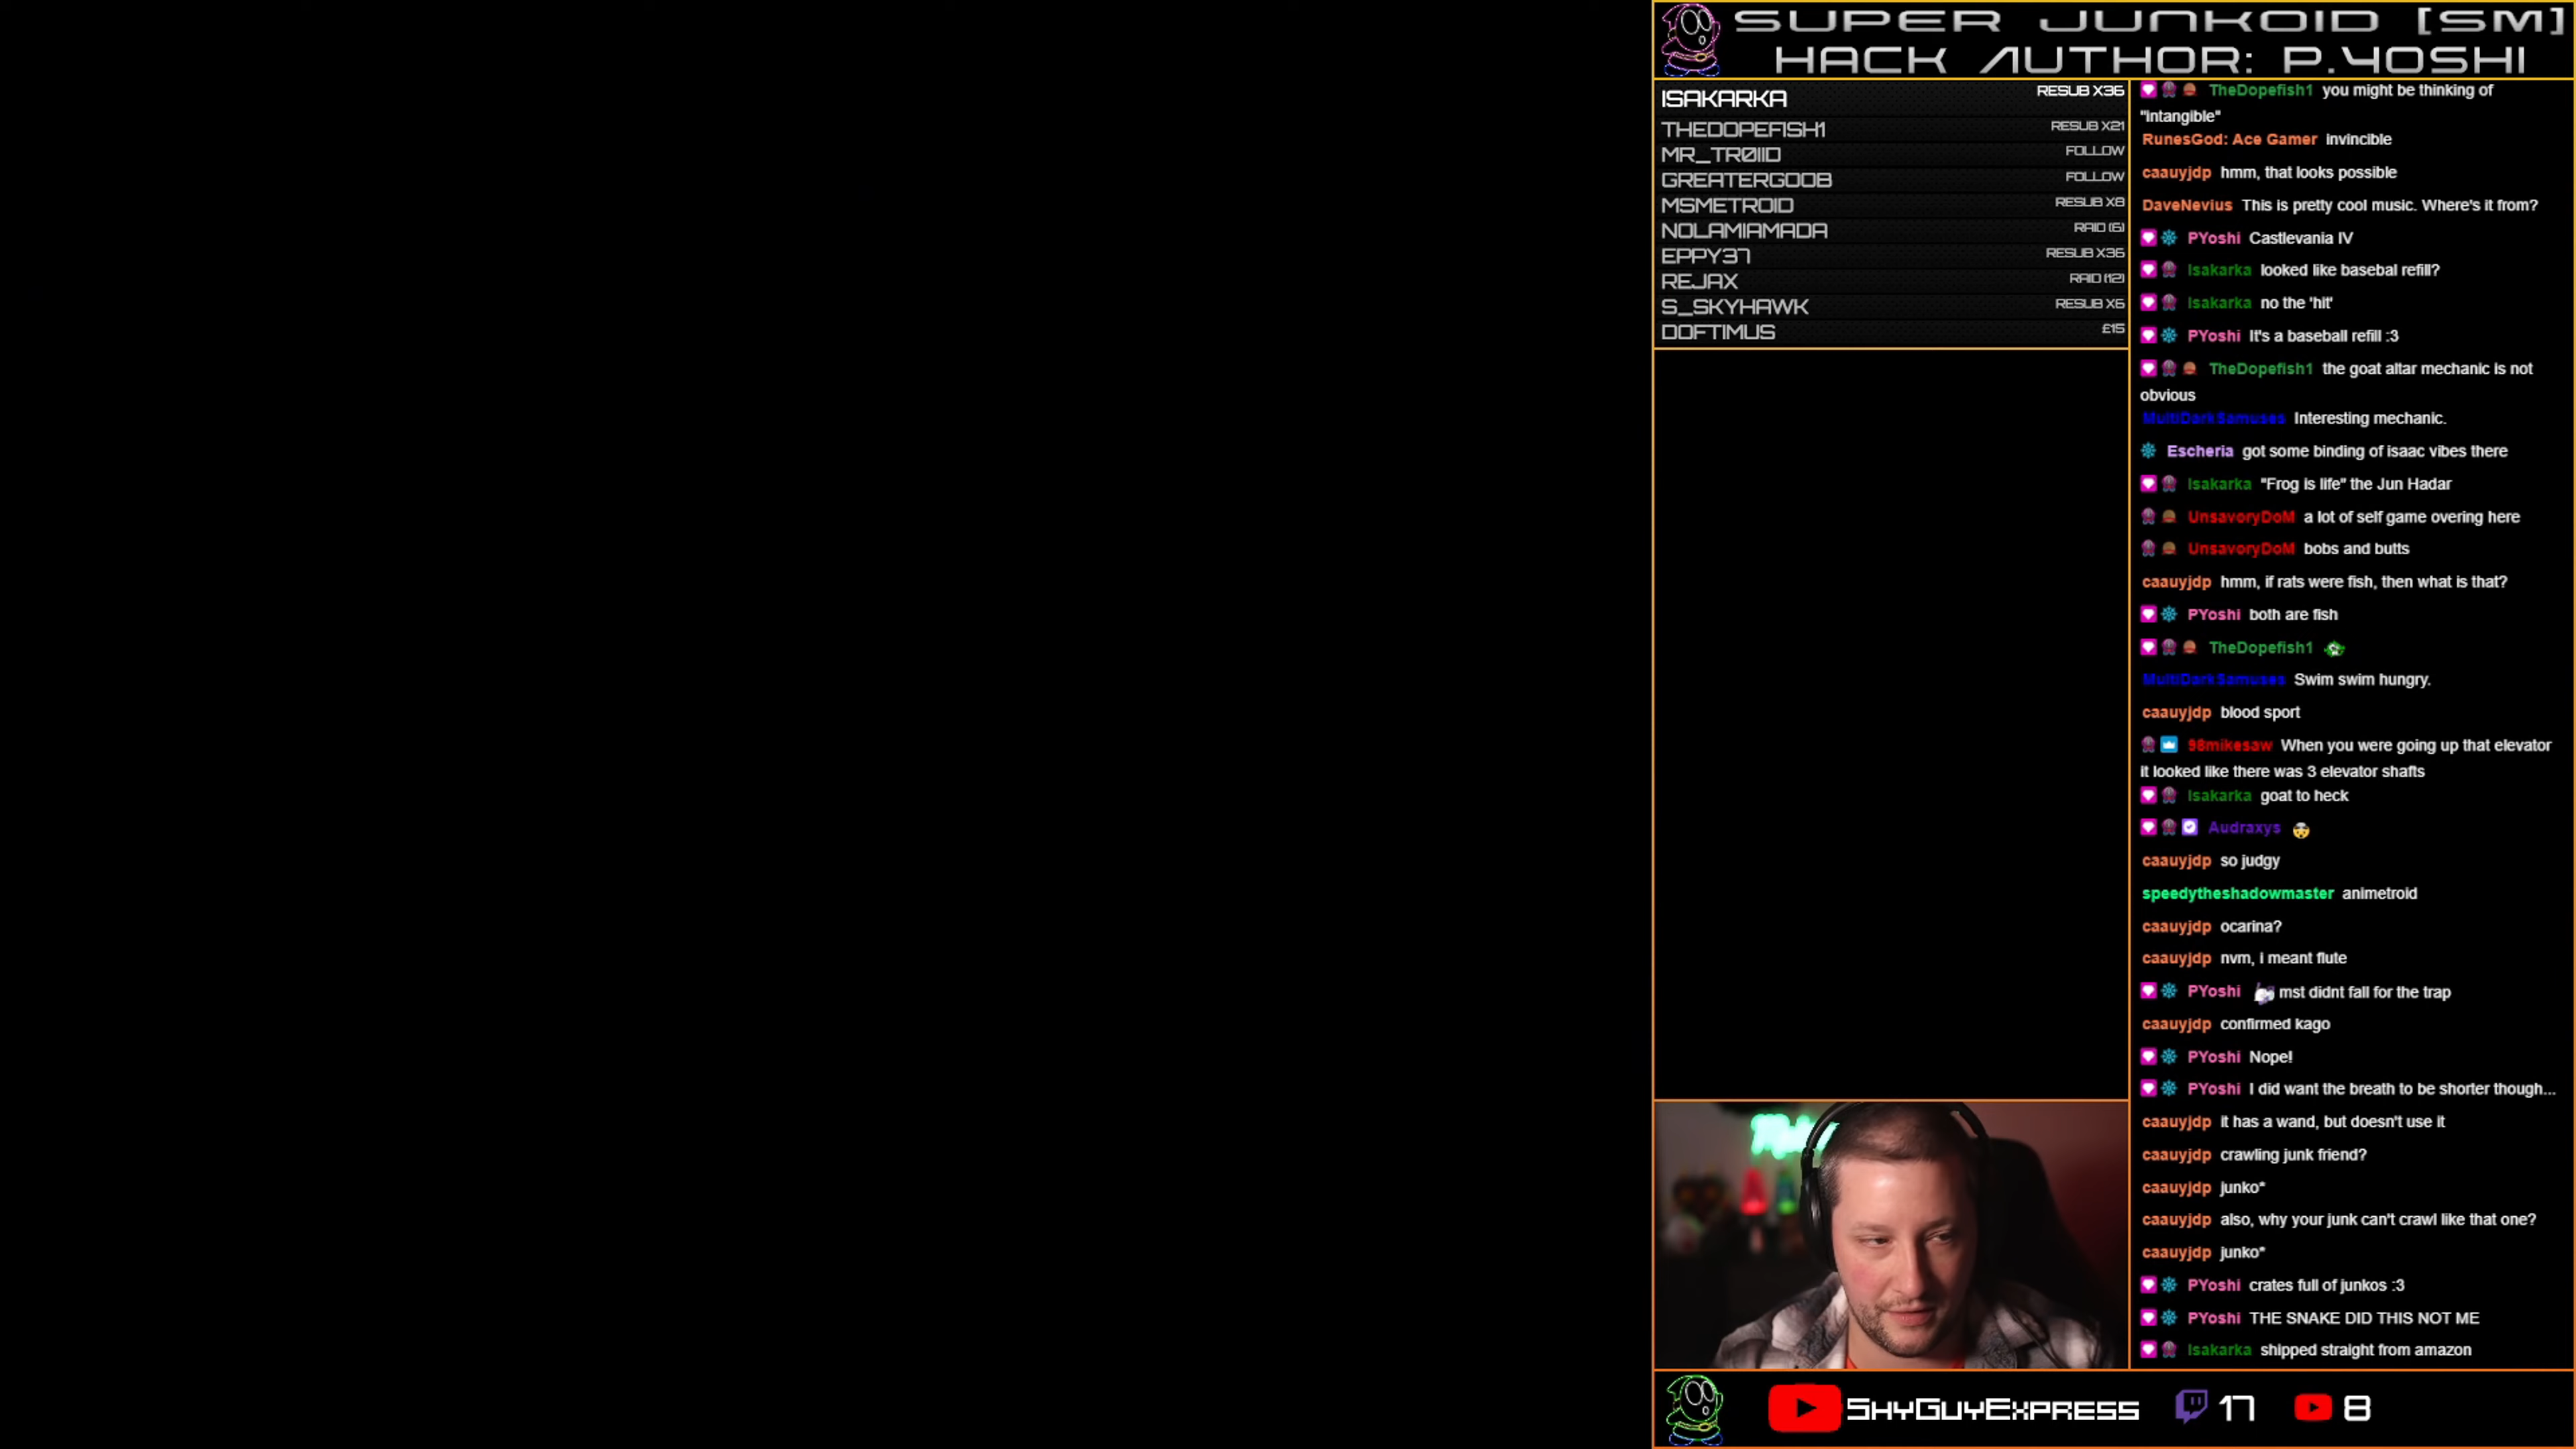 SUPER JUNKOID [SM]
HACK AUTHOR: P.YOSHI
ISAKARKA RESUB X36
THEDOPEFISH1 RESUB X21
MR_TRØIID FOLLOW
GREATERGOOB FOLLOW
MSMETROID RESUB X8
NOLAMIAMADA RAID (6)
EPPY37 RESUB X36
REJAX RAID (12)
S_SKYHAWK RESUB X6
DOFTIMUS £15
TheDopefish1 you might be thinking of
"intangible"
RunesGod: Ace Gamer invincible
caauyjdp hmm, that looks possible
DaveNevius This is pretty cool music. Where's it from?
PYoshi Castlevania IV
Isakarka looked like basebal refill?
Isakarka no the 'hit'
PYoshi It's a baseball refill :3
TheDopefish1 the goat altar mechanic is not
obvious
MultiDarkSamuses Interesting mechanic.
Escheria got some binding of isaac vibes there
Isakarka "Frog is life" the Jun Hadar
UnsavoryDoM a lot of self game overing here
UnsavoryDoM bobs and butts
caauyjdp hmm, if rats were fish, then what is that?
PYoshi both are fish
TheDopefish1
MultiDarkSamuses Swim swim hungry.
caauyjdp blood sport
98mikesaw When you were going up that elevator
it looked like there was 3 elevator shafts
Isakarka goat to heck
Audraxys
caauyjdp so judgy
speedytheshadowmaster animetroid
caauyjdp ocarina?
caauyjdp nvm, i meant flute
PYoshi mst didnt fall for the trap
caauyjdp confirmed kago
PYoshi Nope!
PYoshi I did want the breath to be shorter though...
caauyjdp it has a wand, but doesn't use it
caauyjdp crawling junk friend?
caauyjdp junko*
caauyjdp also, why your junk can't crawl like that one?
caauyjdp junko*
PYoshi crates full of junkos :3
PYoshi THE SNAKE DID THIS NOT ME
Isakarka shipped straight from amazon
SHYGUYEXPRESS 17 8